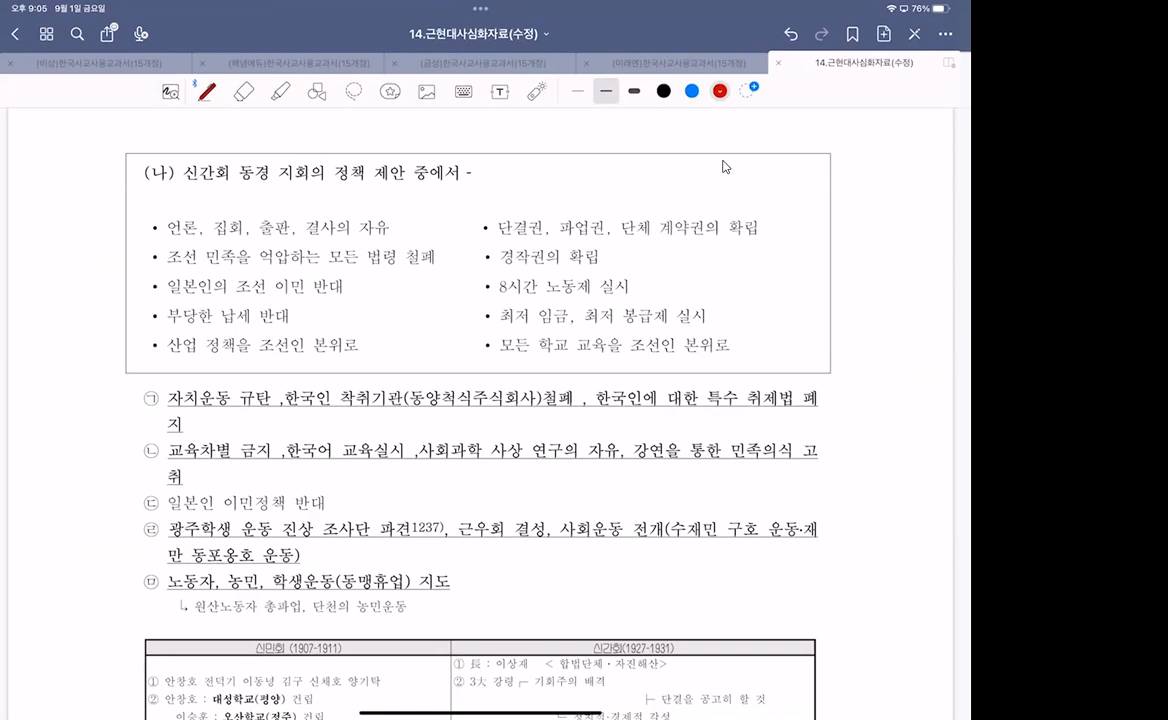 오후 9:05 9월 1일 금요일
76%
14.근현대사심화자료(수정)
(비상)한국사교사용교과서(15개정)
(해냄에듀)한국사교사용교과서(15개정)
(금성)한국사교사용교과서(15개정)
(미래엔)한국사교사용교과서(15개정)
14.근현대사심화자료(수정)
(나) 신간회 동경 지회의 정책 제안 중에서 -
• 언론, 집회, 출판, 결사의 자유
• 조선 민족을 억압하는 모든 법령 철폐
• 일본인의 조선 이민 반대
• 부당한 납세 반대
• 산업 정책을 조선인 본위로
• 단결권, 파업권, 단체 계약권의 확립
• 경작권의 확립
• 8시간 노동제 실시
• 최저 임금, 최저 봉급제 실시
• 모든 학교 교육을 조선인 본위로
㉠ 자치운동 규탄 ,한국인 착취기관(동양척식주식회사)철폐 , 한국인에 대한 특수 취제법 폐
지
㉡ 교육차별 금지 ,한국어 교육실시 ,사회과학 사상 연구의 자유, 강연을 통한 민족의식 고
취
㉢ 일본인 이민정책 반대
㉣ 광주학생 운동 진상 조사단 파견1237), 근우회 결성, 사회운동 전개(수재민 구호 운동·재
만 동포옹호 운동)
㉤ 노동자, 농민, 학생운동(동맹휴업) 지도
↳ 원산노동자 총파업, 단천의 농민운동
신민회 (1907-1911)
① 안창호 전덕기 이동녕 김구 신채호 양기탁
② 안창호 : 대성학교(평양) 건립
이승훈 : 오산학교(정주) 건립
신간회(1927-1931)
① 長 : 이상재 < 합법단체·자진해산>
② 3大 강령 ┌ 기회주의 배격
├ 단결을 공고히 할 것
└ 정치적·경제적 각성